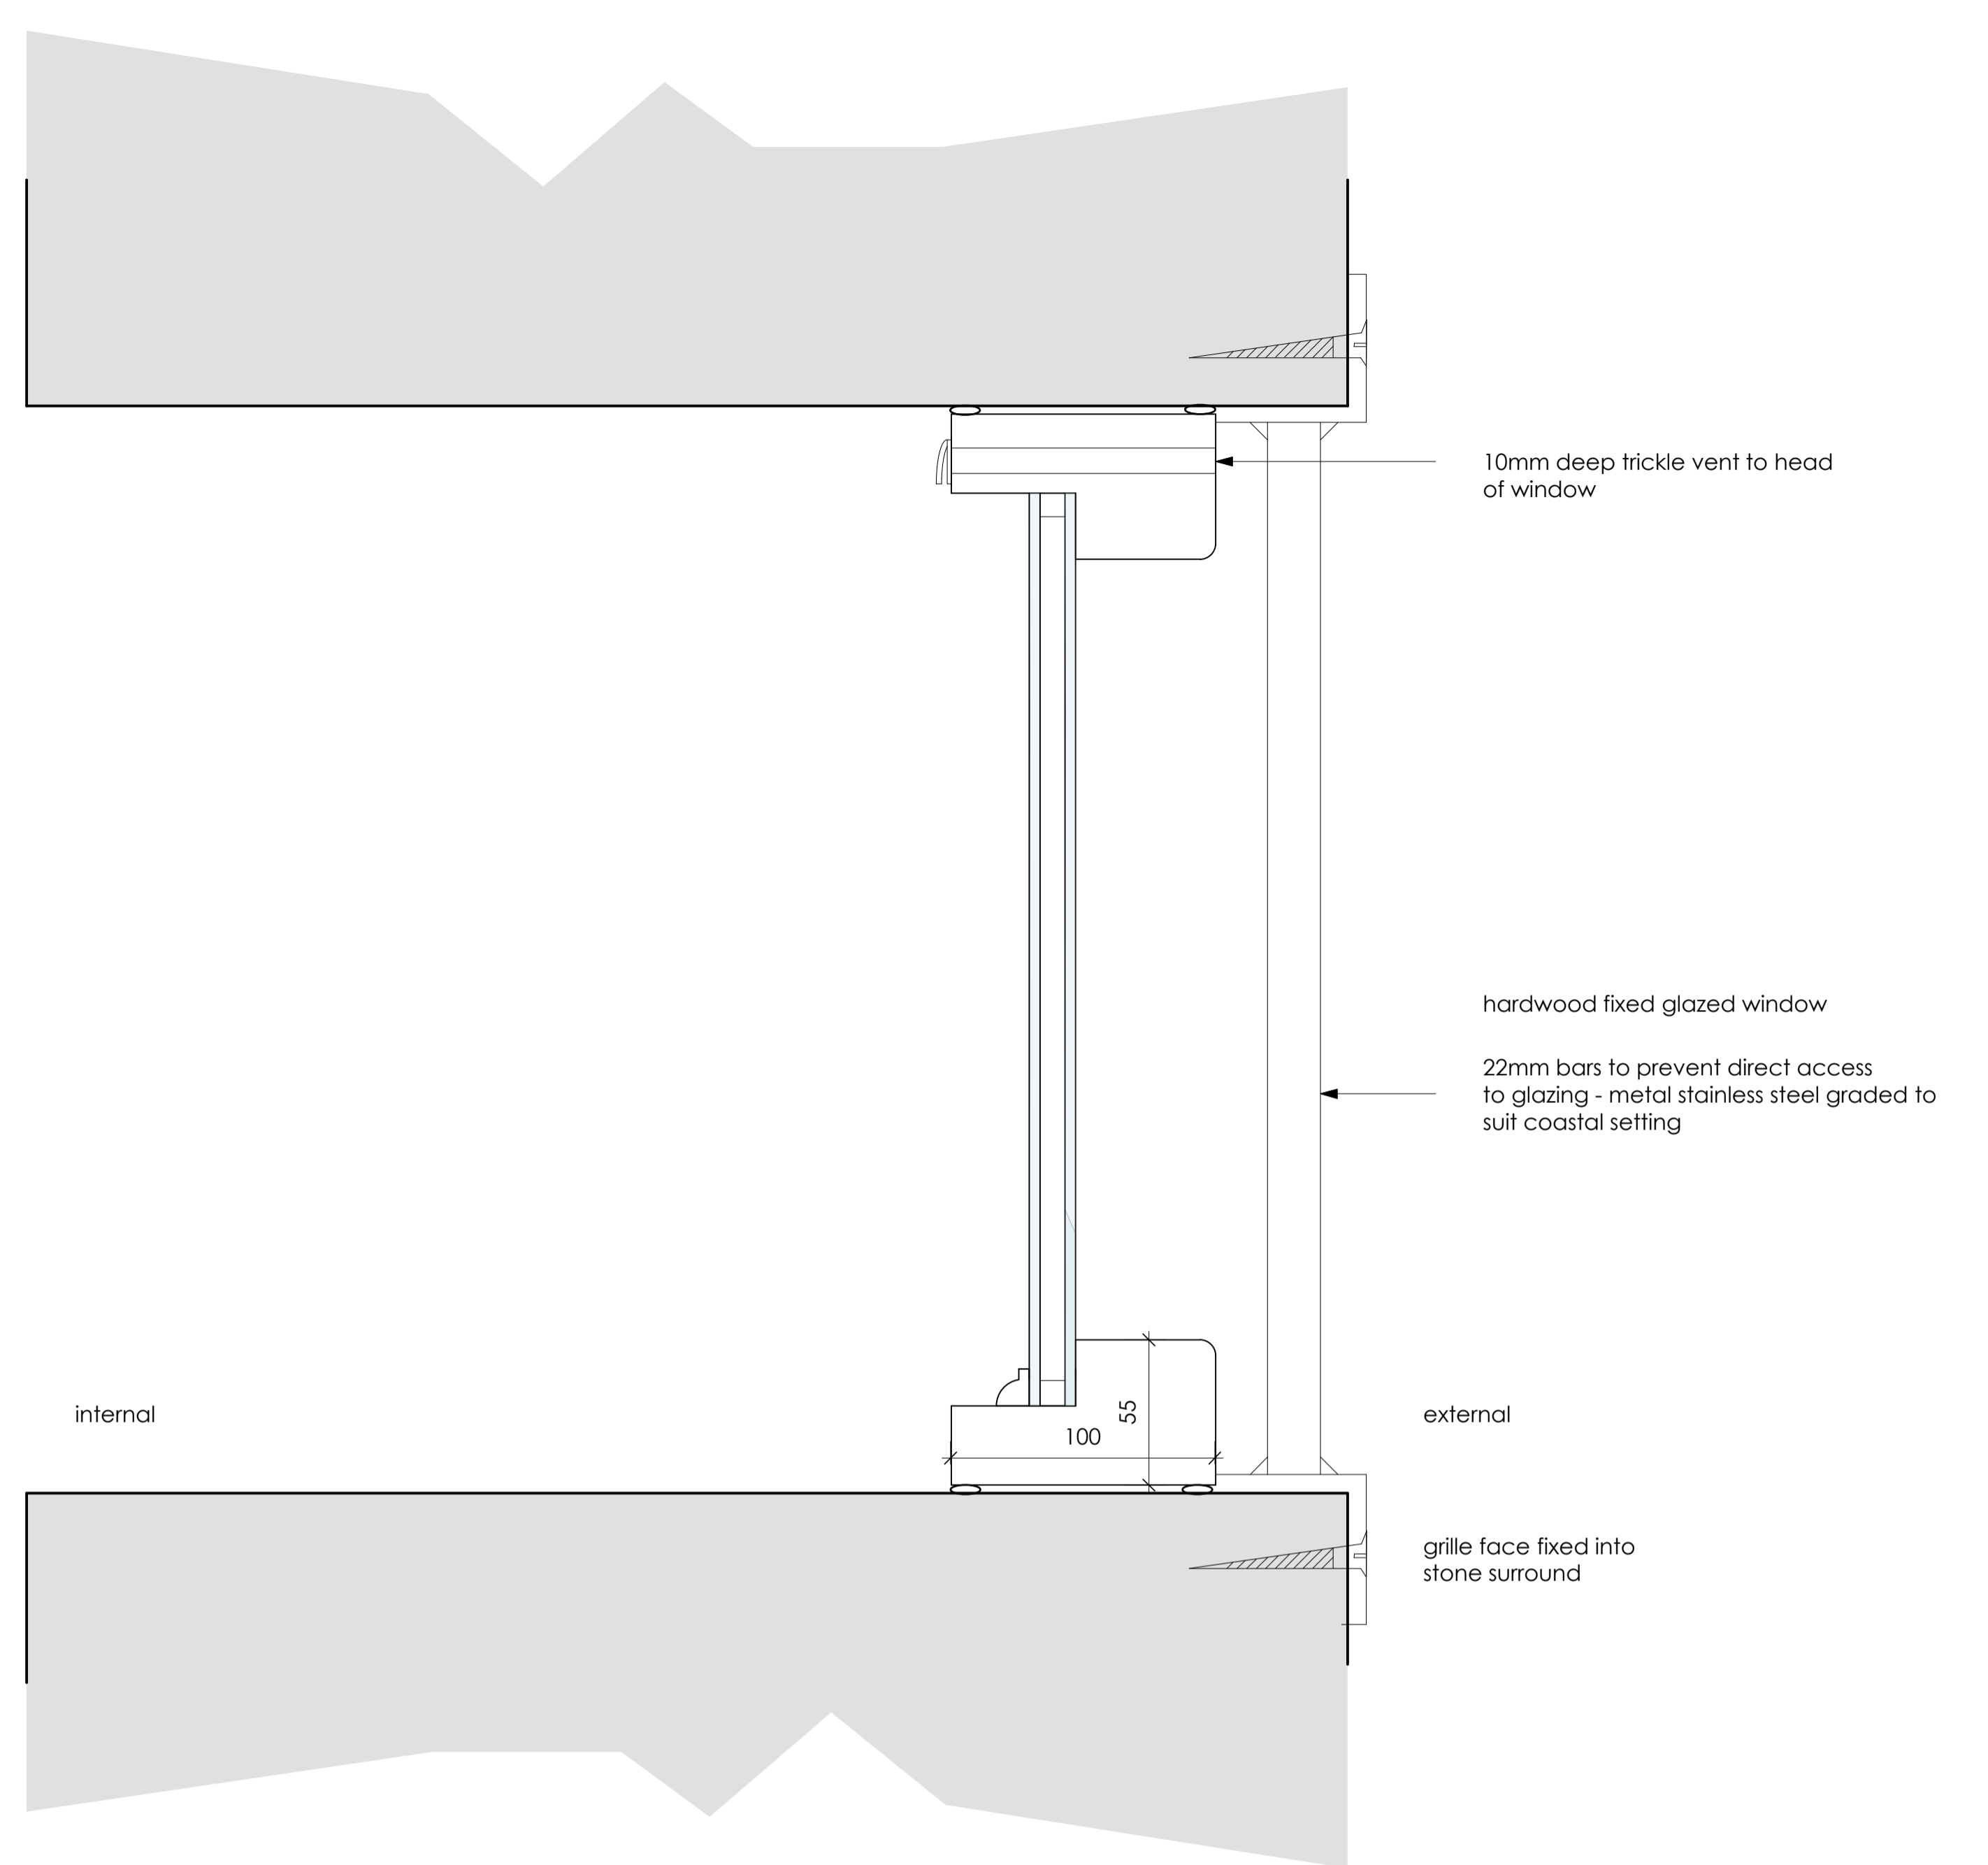 10mm deep trickle vent to head
of window
hardwood fixed glazed window
22mm bars to prevent direct access
to glazing - metal stainless steel graded to
suit coastal setting
internal
55
100
external
grille face fixed into
stone surround